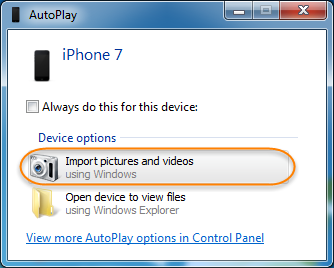 AutoPlay
iPhone 7
Always do this for this device:
Device options
Import pictures and videos
using Windows
Open device to view files
using Windows Explorer
View more AutoPlay options in Control Panel